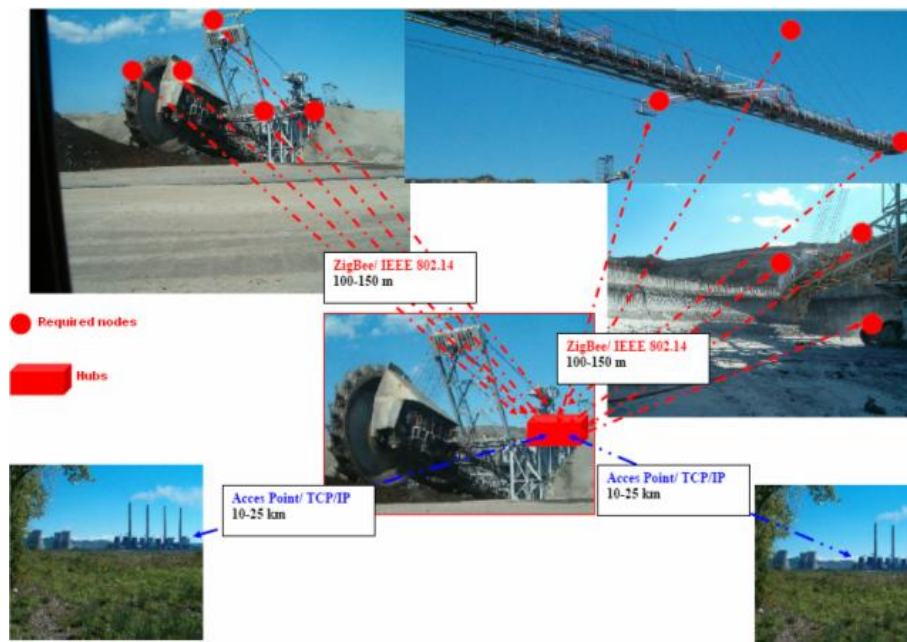 ZigBee/ IEEE 802.14
100-150 m
Required nodes
ZigBee/ IEEE 802.14
100-150 m
Hubs
Acces Point/ TCP/IP
10-25 km
Acces Point/ TCP/IP
10-25 km